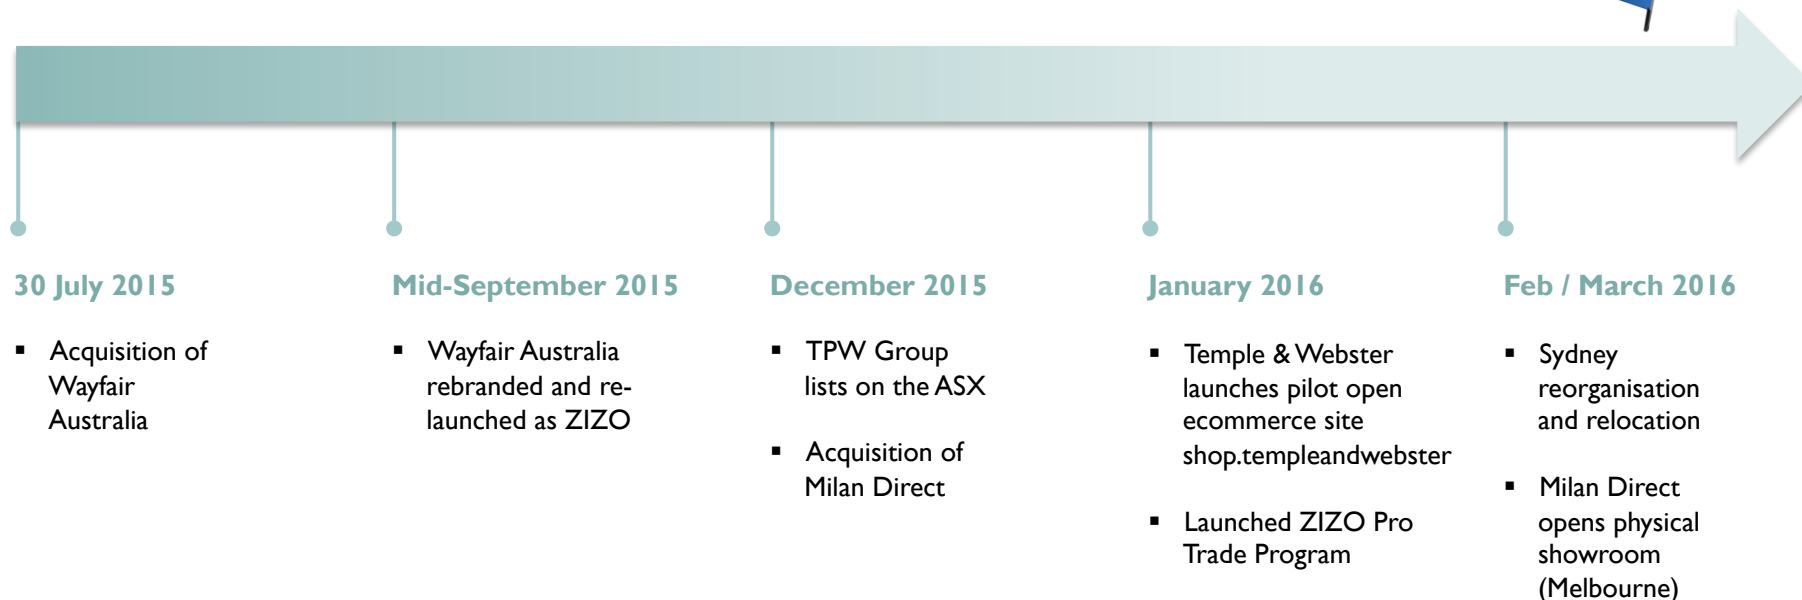 30 July 2015
▪ Acquisition of
Wayfair
Australia
Mid-September 2015
▪ Wayfair Australia
rebranded and re-
launched as ZIZO
December 2015
▪ TPW Group
lists on the ASX
▪ Acquisition of
Milan Direct
January 2016
▪ Temple & Webster
launches pilot open
ecommerce site
shop.templeandwebster
▪ Launched ZIZO Pro
Trade Program
Feb / March 2016
▪ Sydney
reorganisation
and relocation
▪ Milan Direct
opens physical
showroom
(Melbourne)